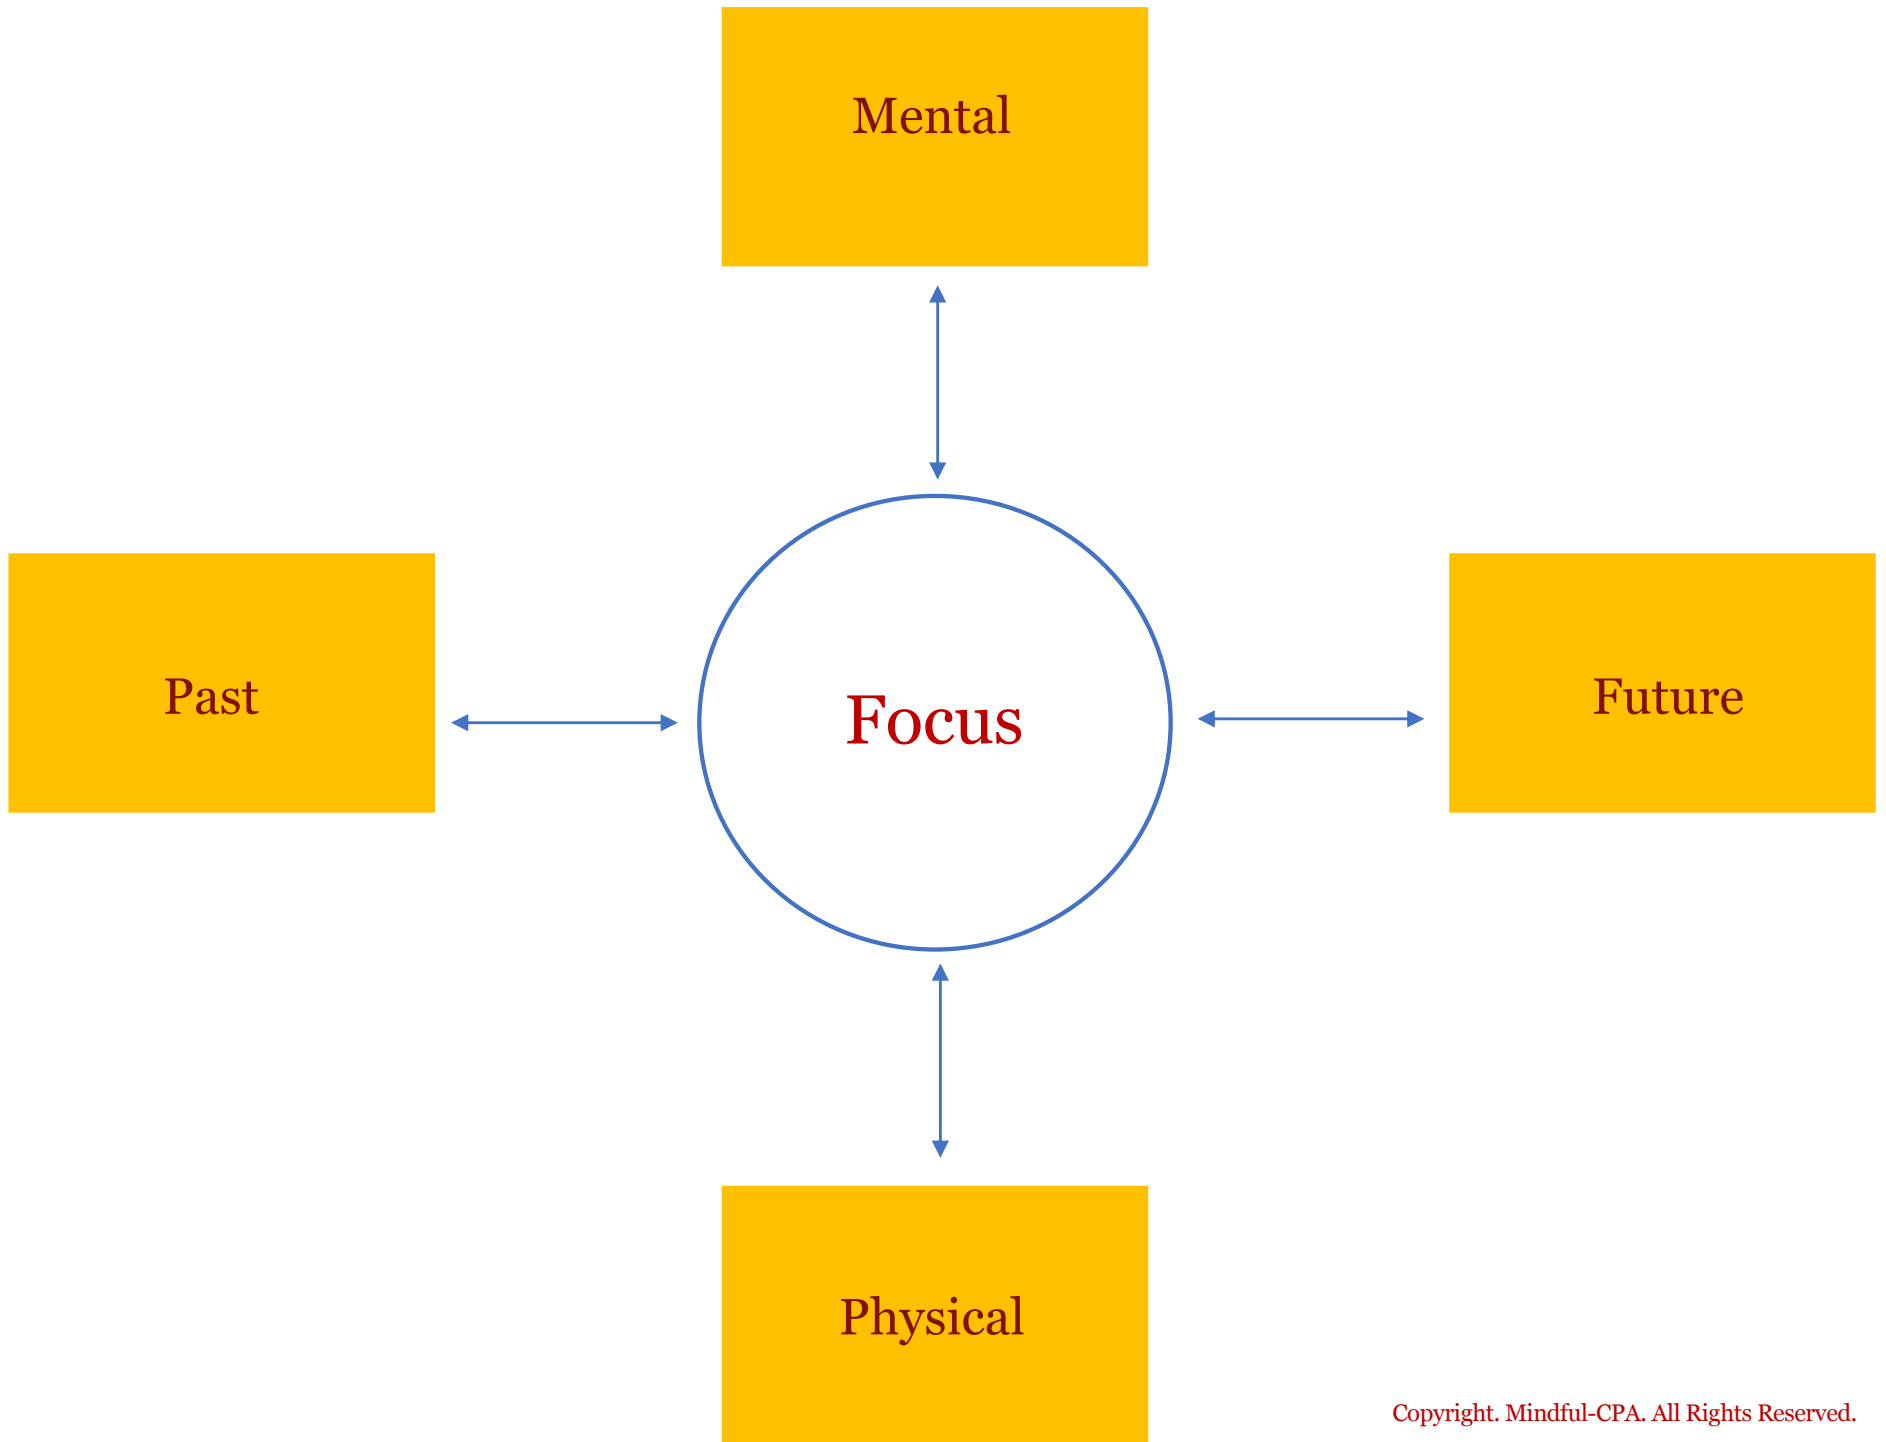 Mental
Past
Focus
Future
Physical
Copyright. Mindful-CPA. All Rights Reserved.